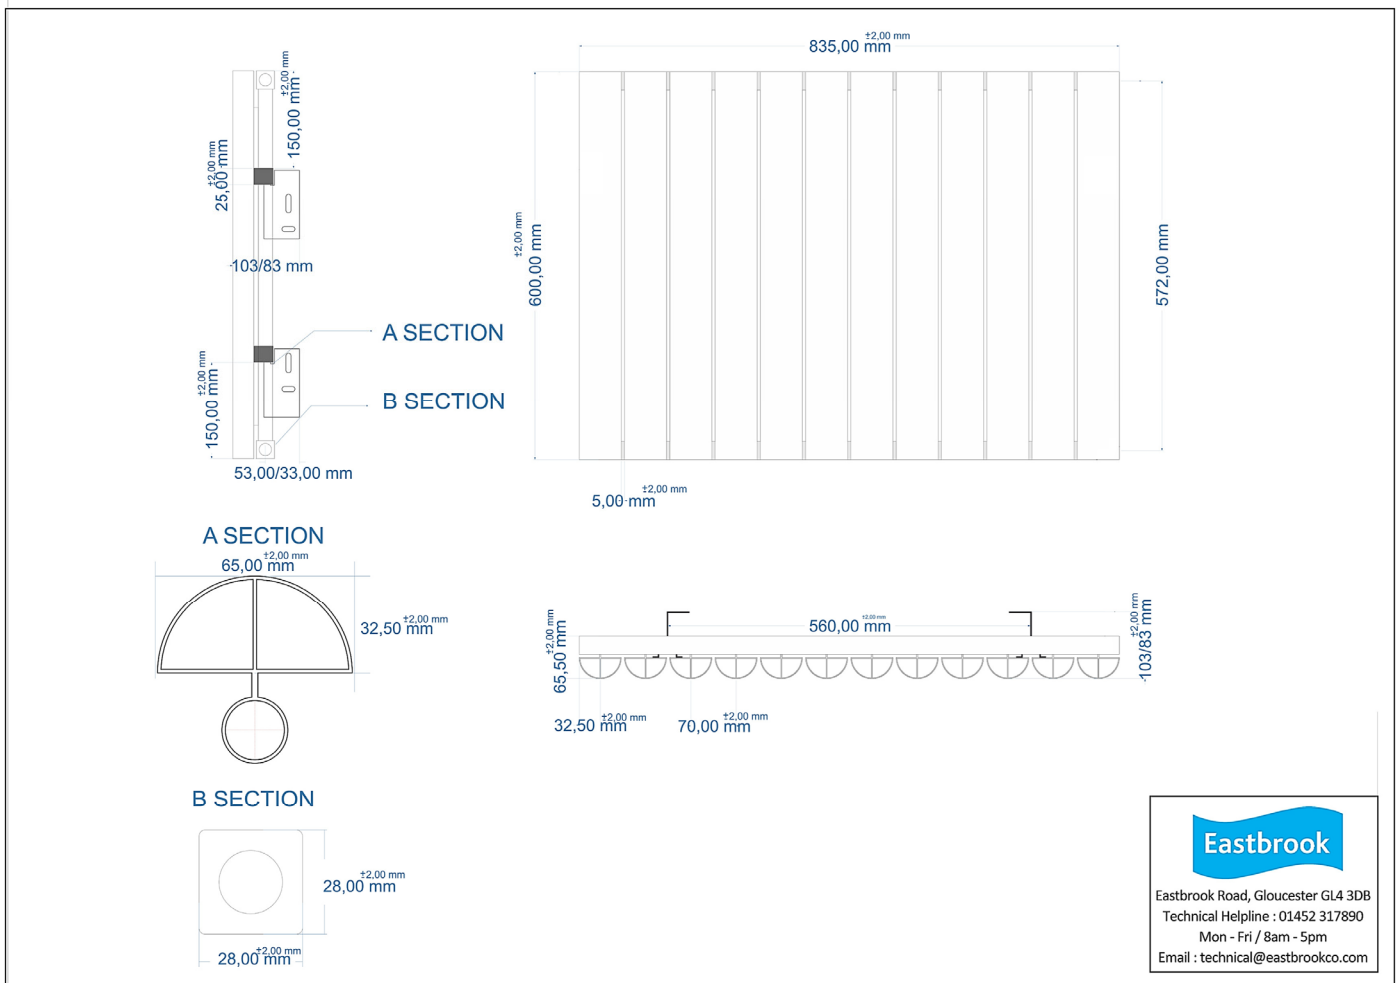 ±2,00 mm
835,00 mm
±2,00 mm
150,00 mm
±2,00 mm
25,00 mm
103/83 mm
±2,00 mm
600,00 mm
572,00 mm
A SECTION
B SECTION
±2,00 mm
150,00 mm
53,00/33,00 mm
±2,00 mm
5,00 mm
A SECTION
±2,00 mm
65,00 mm
±2,00 mm
32,50 mm
±2,00 mm
560,00 mm
±2,00 mm
65,50 mm
±2,00 mm
103/83 mm
±2,00 mm
32,50 mm
±2,00 mm
70,00 mm
B SECTION
±2,00 mm
28,00 mm
±2,00 mm
28,00 mm
Eastbrook
Eastbrook Road, Gloucester GL4 3DB
Technical Helpline : 01452 317890
Mon - Fri / 8am - 5pm
Email : technical@eastbrookco.com